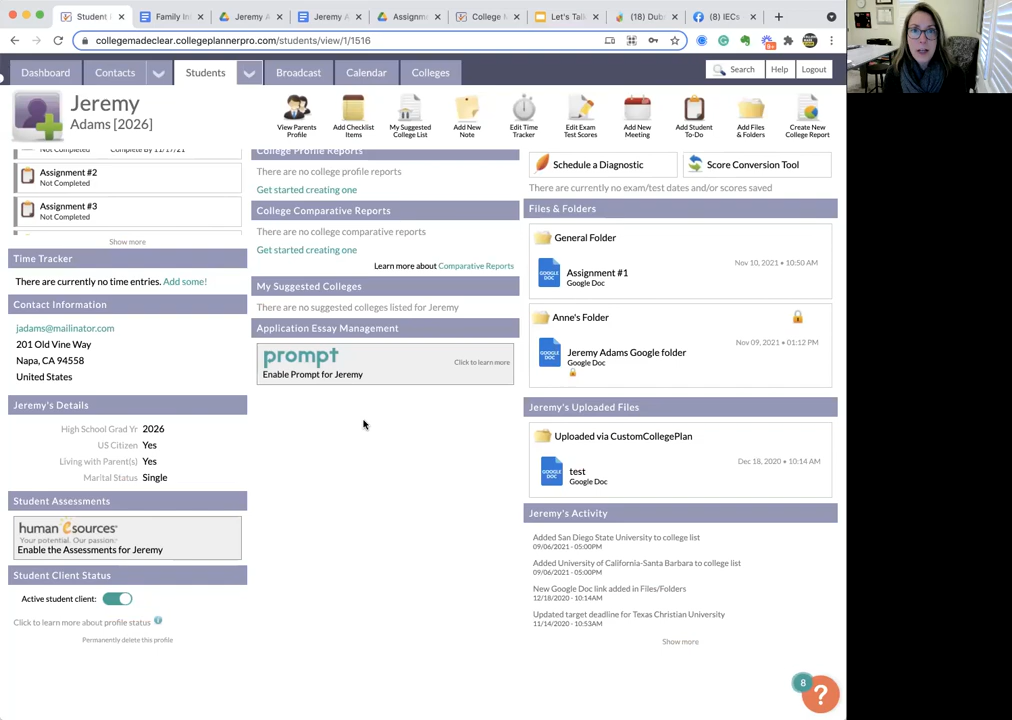 Student
Family In
Jeremy A
Jeremy A
Assignme
College M
Let's Talk
(18) Dub
(8) IECs
collegemadeclear.collegeplannerpro.com/students/view/1/1516
9+
Dashboard
Contacts
Students
Broadcast
Calendar
Colleges
Search
Help
Logout
Jeremy
Adams [2026]
View Parents Profile
Add Checklist Items
My Suggested College List
Add New Note
Edit Time Tracker
Edit Exam Test Scores
Add New Meeting
Add Student To-Do
Add Files & Folders
Create New College Report
Not Completed Complete By 11/17/21
Assignment #2
Not Completed
Assignment #3
Not Completed
Show more
Time Tracker
There are currently no time entries. Add some!
Contact Information
jadams@mailinator.com
201 Old Vine Way
Napa, CA 94558
United States
Jeremy's Details
High School Grad Yr 2026
US Citizen Yes
Living with Parent(s) Yes
Marital Status Single
Student Assessments
human eSources
Your potential. Our passion.
Enable the Assessments for Jeremy
Student Client Status
Active student client:
Click to learn more about profile status
Permanently delete this profile
College Profile Reports
There are no college profile reports
Get started creating one
College Comparative Reports
There are no college comparative reports
Get started creating one
Learn more about Comparative Reports
My Suggested Colleges
There are no suggested colleges listed for Jeremy
Application Essay Management
prompt
Click to learn more
Enable Prompt for Jeremy
Schedule a Diagnostic
Score Conversion Tool
There are currently no exam/test dates and/or scores saved
Files & Folders
General Folder
Nov 10, 2021 • 10:50 AM
GOOGLE DOC
Assignment #1
Google Doc
Anne's Folder
Nov 09, 2021 • 01:12 PM
GOOGLE DOC
Jeremy Adams Google folder
Google Doc
Jeremy's Uploaded Files
Uploaded via CustomCollegePlan
Dec 18, 2020 • 10:14 AM
GOOGLE DOC
test
Google Doc
Jeremy's Activity
Added San Diego State University to college list
09/06/2021 - 05:00PM
Added University of California-Santa Barbara to college list
09/06/2021 - 05:00PM
New Google Doc link added in Files/Folders
12/18/2020 - 10:14AM
Updated target deadline for Texas Christian University
11/14/2020 - 10:53AM
Show more
8
?